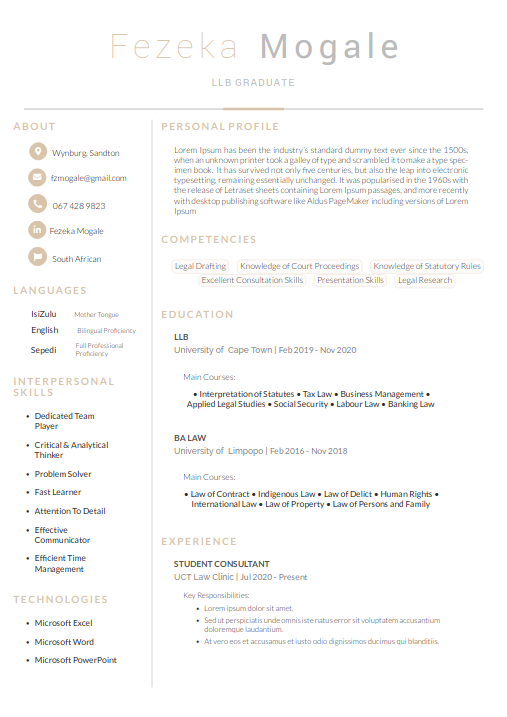 Fezeka Mogale
LLB GRADUATE
ABOUT
Wynburg, Sandton
fzmogale@gmail.com
067 428 9823
Fezeka Mogale
South African
LANGUAGES
IsiZulu Mother Tongue
English Bilingual Proficiency
Sepedi Full Professional
Proficiency
INTERPERSONAL
SKILLS
• Dedicated Team
Player
• Critical & Analytical
Thinker
• Problem Solver
• Fast Learner
• Attention To Detail
• Effective
Communicator
• Efficient Time
Management
TECHNOLOGIES
• Microsoft Excel
• Microsoft Word
• Microsoft PowerPoint
PERSONAL PROFILE
Lorem Ipsum has been the industry's standard dummy text ever since the 1500s,
when an unknown printer took a galley of type and scrambled it to make a type spec-
imen book. It has survived not only five centuries, but also the leap into electronic
typesetting, remaining essentially unchanged. It was popularised in the 1960s with
the release of Letraset sheets containing Lorem Ipsum passages, and more recently
with desktop publishing software like Aldus PageMaker including versions of Lorem
Ipsum
COMPETENCIES
Legal Drafting Knowledge of Court Proceedings Knowledge of Statutory Rules
Excellent Consultation Skills Presentation Skills Legal Research
EDUCATION
LLB
University of Cape Town | Feb 2019 - Nov 2020
Main Courses:
• Interpretation of Statutes • Tax Law • Business Management •
Applied Legal Studies • Social Security • Labour Law • Banking Law
BA LAW
University of Limpopo | Feb 2016 - Nov 2018
Main Courses:
• Law of Contract • Indigenous Law • Law of Delict • Human Rights •
International Law • Law of Property • Law of Persons and Family
EXPERIENCE
STUDENT CONSULTANT
UCT Law Clinic | Jul 2020 - Present
Key Responsibilities:
• Lorem ipsum dolor sit amet.
• Sed ut perspiciatis unde omnis iste natus error sit voluptatem accusantium
doloremque laudantium.
• At vero eos et accusamus et iusto odio dignissimos ducimus qui blanditiis.